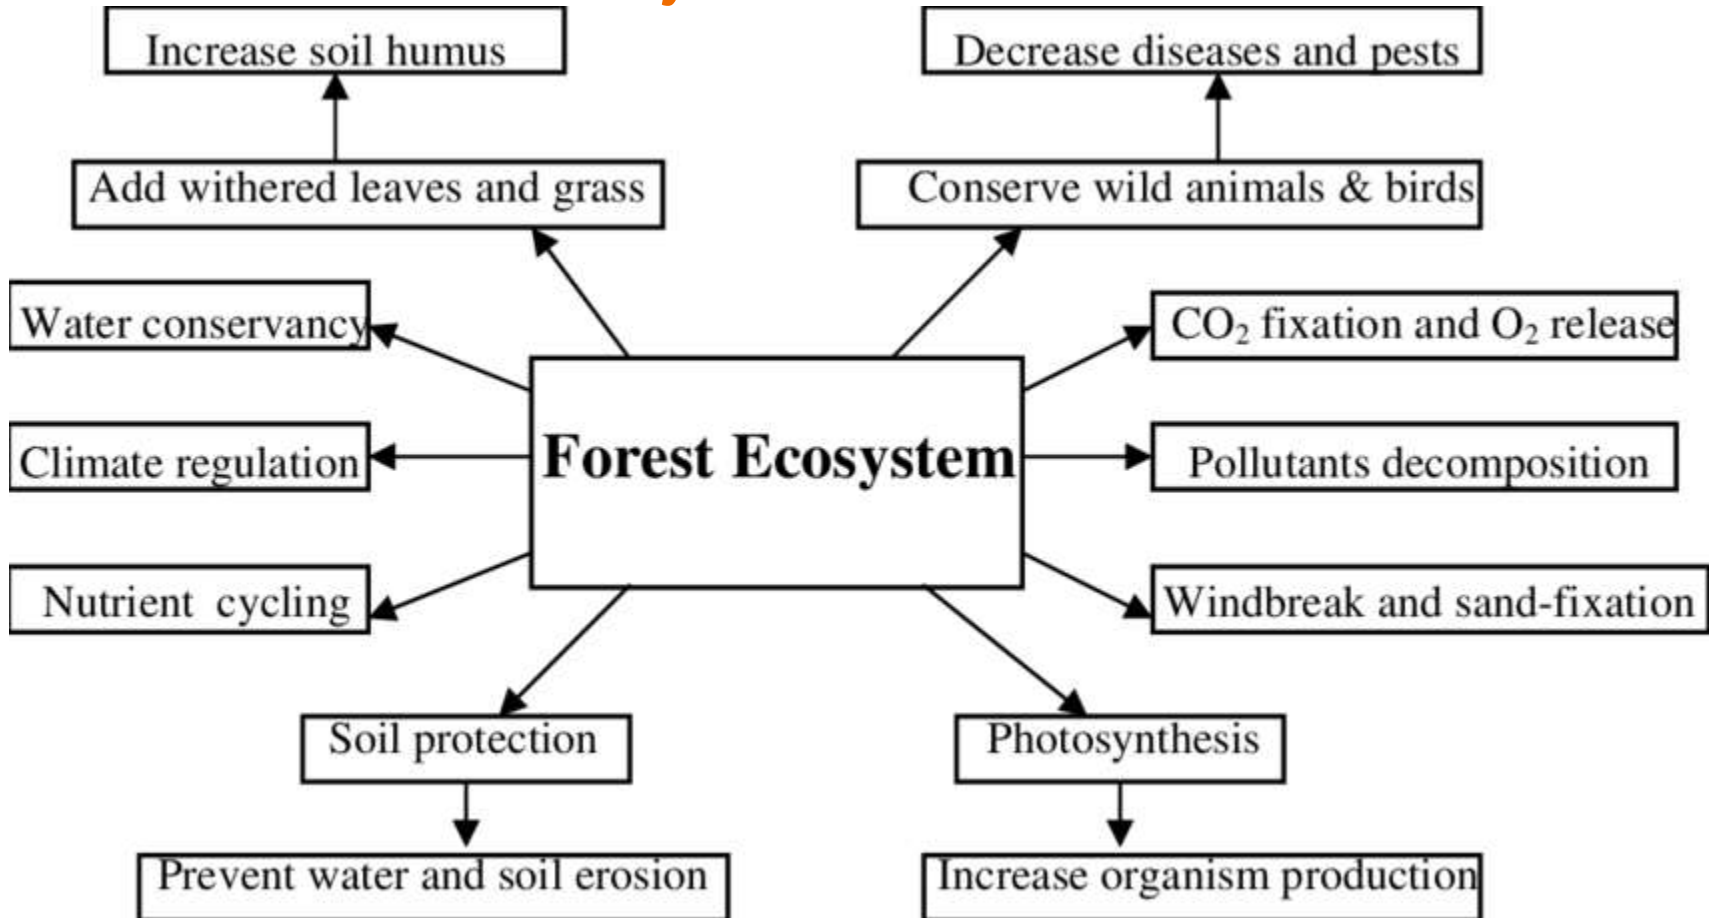 Increase soil humus
Decrease diseases and pests
Add withered leaves and grass
Conserve wild animals & birds
Water conservancy
CO₂ fixation and O₂ release
Forest Ecosystem
Climate regulation
Pollutants decomposition
Nutrient cycling
Windbreak and sand-fixation
Soil protection
Photosynthesis
Prevent water and soil erosion
Increase organism production